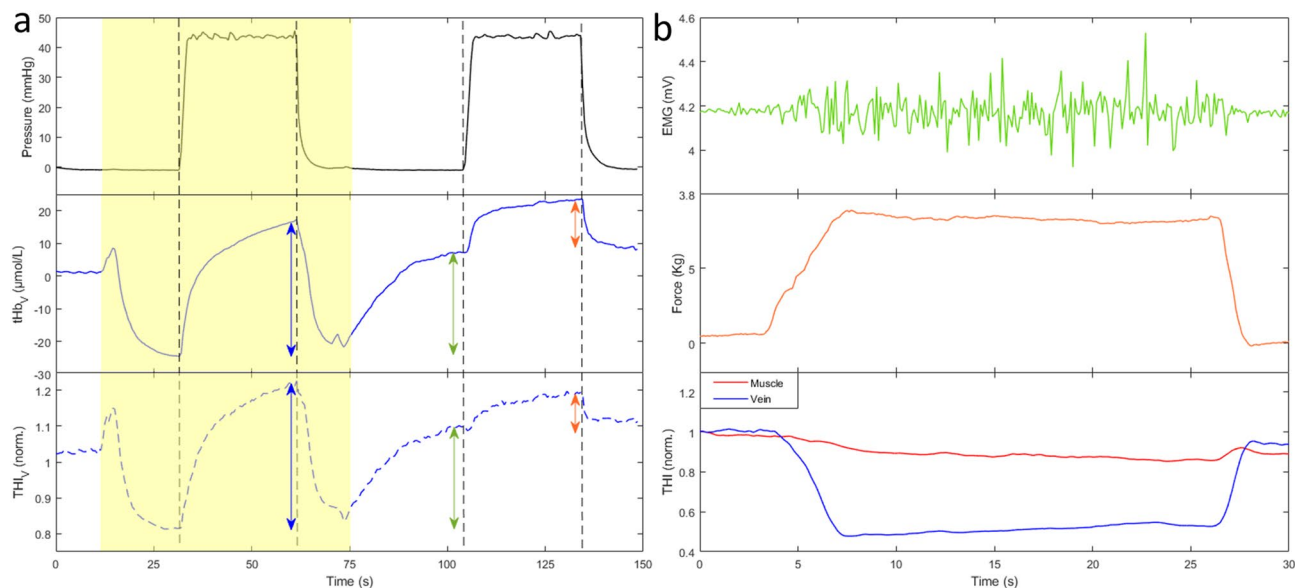 a
50
40
30
20
10
0
Pressure (mmHg)
20
10
0
-10
-20
-30
tHbV (µmol/L)
1.2
1.1
1
0.9
0.8
THIV (norm.)
0 25 50 75 100 125 150
Time (s)
b
4.6
4.4
4.2
4
3.8
EMG (mV)
5
0
Force (Kg)
Muscle
Vein
1.2
1
0.8
0.6
0.4
THI (norm.)
0 5 10 15 20 25 30
Time (s)